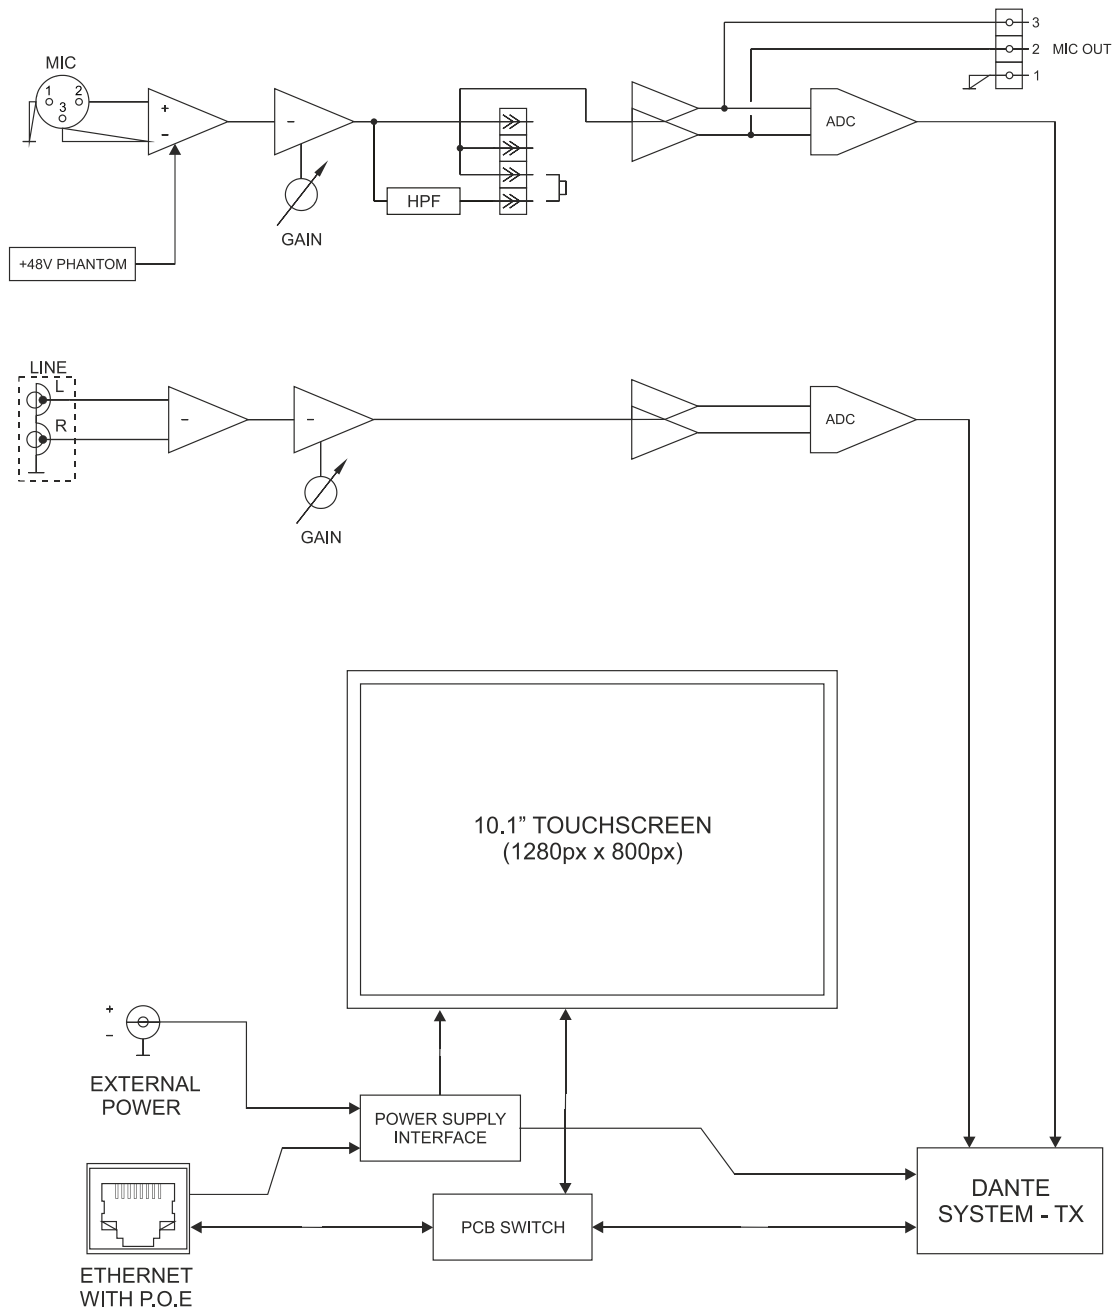 3
MIC
2 MIC OUT
1
1 2
3
+
−
−
ADC
HPF
GAIN
+48V PHANTOM
LINE
L
R
−
−
ADC
GAIN
10.1” TOUCHSCREEN
(1280px x 800px)
+
−
EXTERNAL
POWER
POWER SUPPLY
INTERFACE
DANTE
SYSTEM - TX
PCB SWITCH
ETHERNET
WITH P.O.E